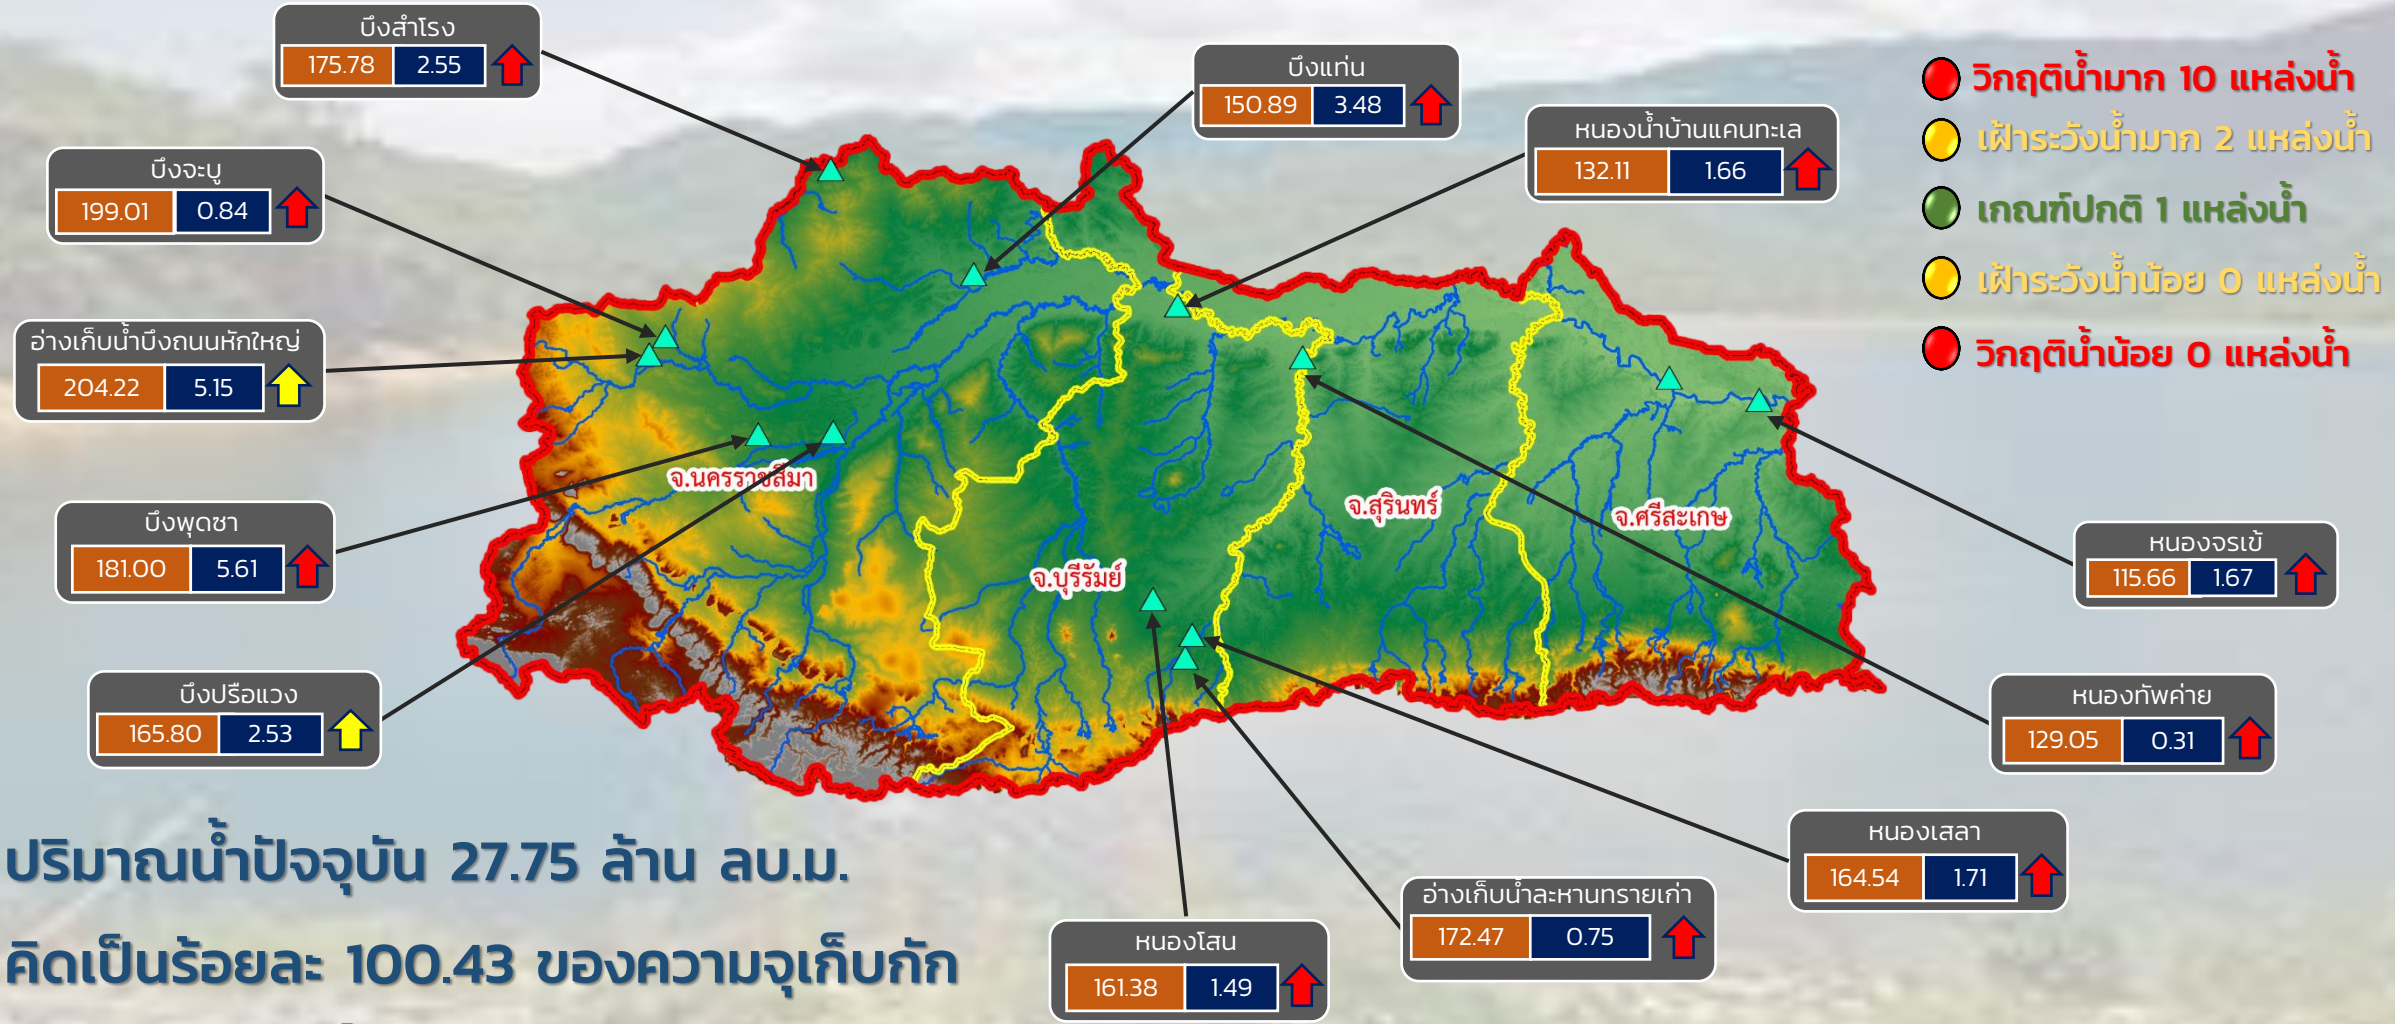 บึงสำโรง
175.78 2.55
บึงแท่น
150.89 3.48
หนองน้ำบ้านแคนทะเล
132.11 1.66
วิกฤติน้ำมาก 10 แหล่งน้ำ
เฝ้าระวังน้ำมาก 2 แหล่งน้ำ
เกณฑ์ปกติ 1 แหล่งน้ำ
เฝ้าระวังน้ำน้อย 0 แหล่งน้ำ
วิกฤติน้ำน้อย 0 แหล่งน้ำ
บึงจะบู
199.01 0.84
อ่างเก็บน้ำบึงถนนหักใหญ่
204.22 5.15
บึงพุดซา
181.00 5.61
บึงปรือแวง
165.80 2.53
จ.นครราชสีมา
จ.บุรีรัมย์
จ.สุรินทร์
จ.ศรีสะเกษ
หนองจรเข้
115.66 1.67
หนองทัพค่าย
129.05 0.31
หนองเสลา
164.54 1.71
อ่างเก็บน้ำละหานทรายเก่า
172.47 0.75
หนองโสน
161.38 1.49
ปริมาณน้ำปัจจุบัน 27.75 ล้าน ลบ.ม.
คิดเป็นร้อยละ 100.43 ของความจุเก็บกัก